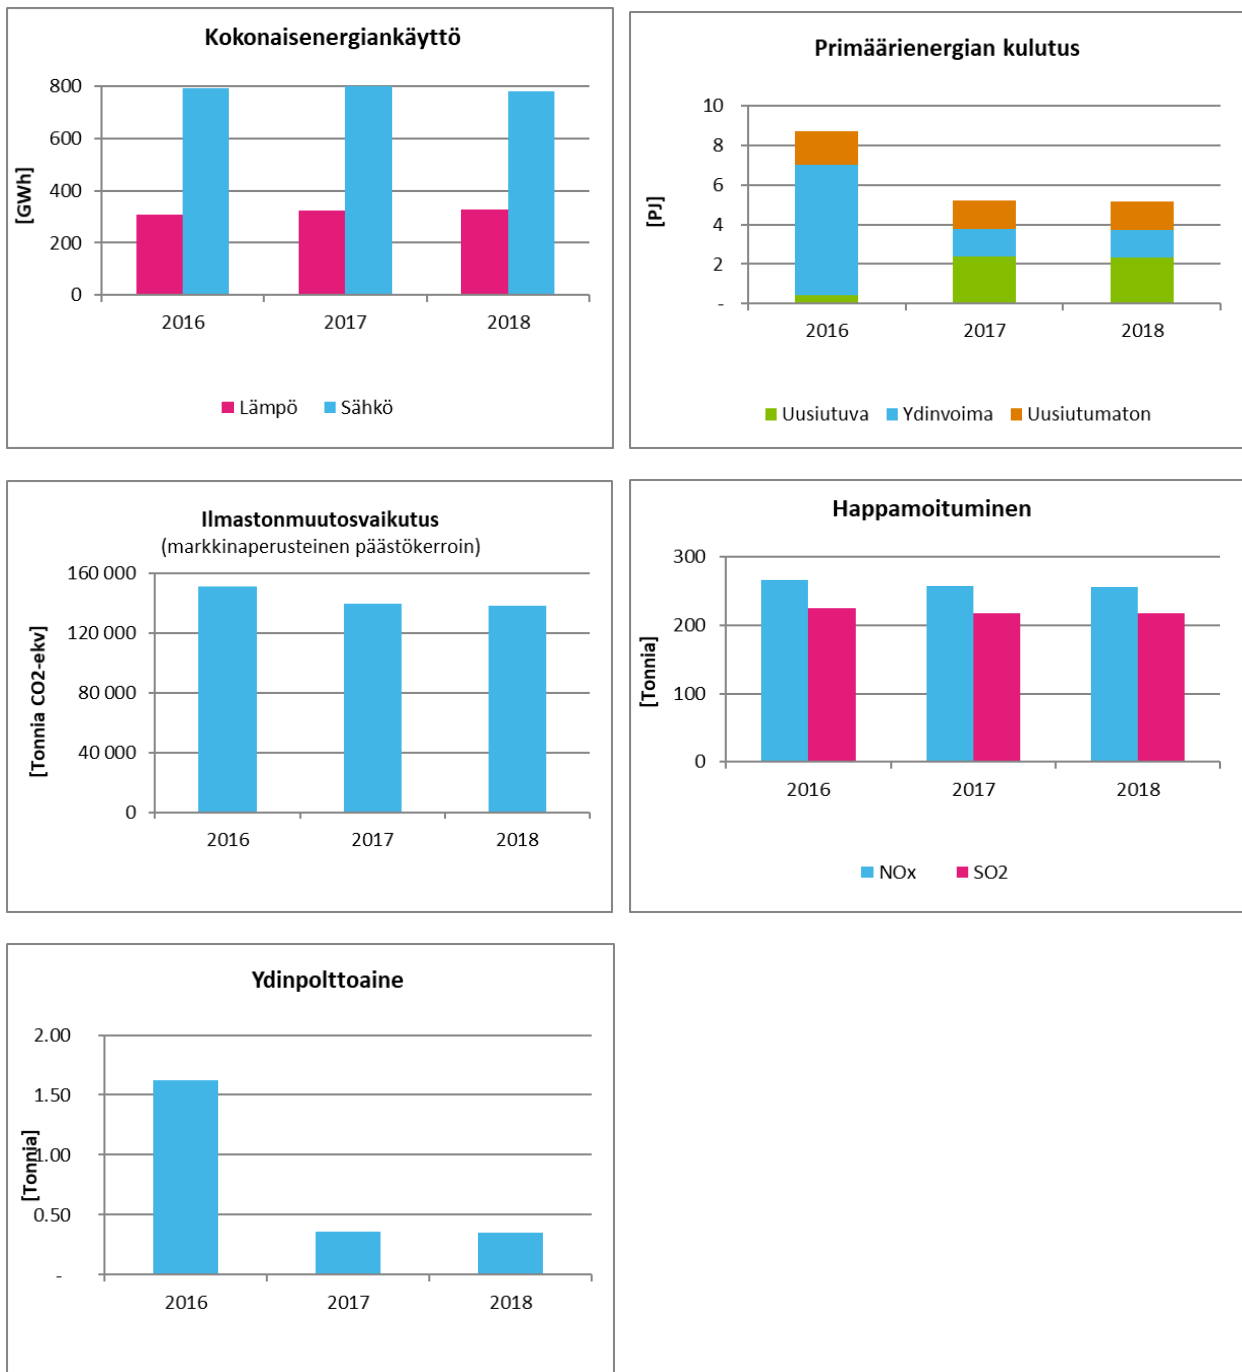 Kokonaisenergiankäyttö
[GWh]
800
600
400
200
0
2016 2017 2018
Lämpö Sähkö
Primäärienergian kulutus
[PJ]
10
8
6
4
2
-
2016 2017 2018
Uusiutuva Ydinvoima Uusiutumaton
Ilmastonmuutosvaikutus
(markkinaperusteinen päästökerroin)
[Tonnia CO2-ekv]
160 000
120 000
80 000
40 000
0
2016 2017 2018
Happamoituminen
[Tonnia]
300
200
100
0
2016 2017 2018
NOx SO2
Ydinpolttoaine
[Tonnia]
2.00
1.50
1.00
0.50
-
2016 2017 2018